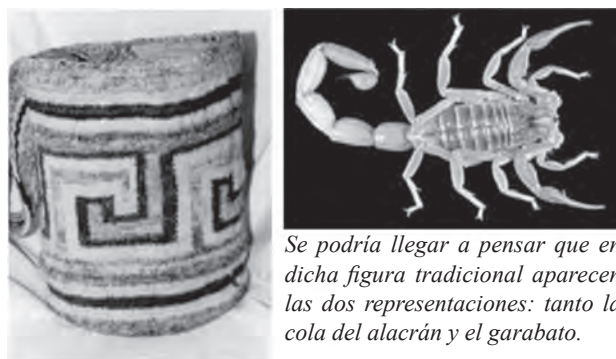 Se podría llegar a pensar que en
dicha figura tradicional aparecen
las dos representaciones: tanto la
cola del alacrán y el garabato.